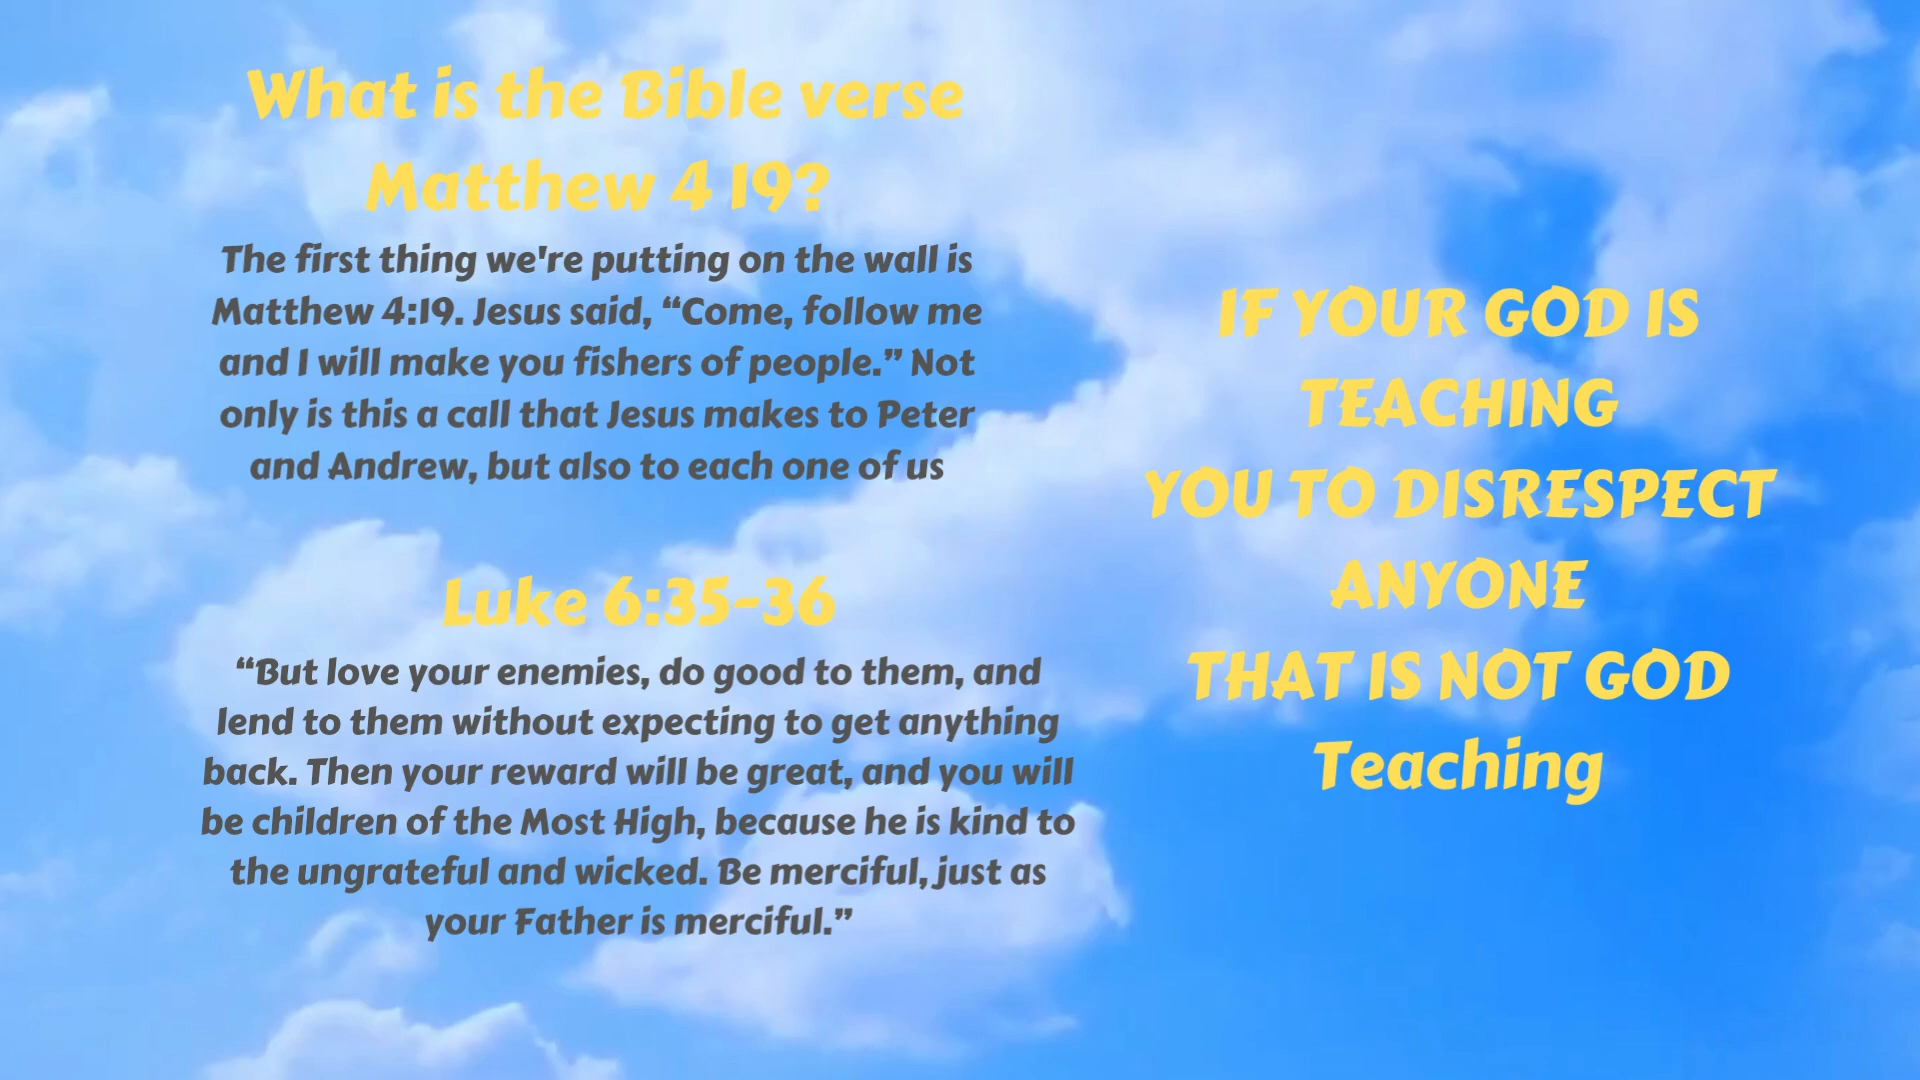 What is the Bible verse
Matthew 4 19?
The first thing we're putting on the wall is
Matthew 4:19. Jesus said, “Come, follow me
and I will make you fishers of people.” Not
only is this a call that Jesus makes to Peter
and Andrew, but also to each one of us
Luke 6:35-36
“But love your enemies, do good to them, and
lend to them without expecting to get anything
back. Then your reward will be great, and you will
be children of the Most High, because he is kind to
the ungrateful and wicked. Be merciful, just as
your Father is merciful.”
IF YOUR GOD IS
TEACHING
YOU TO DISRESPECT
ANYONE
THAT IS NOT GOD
Teaching